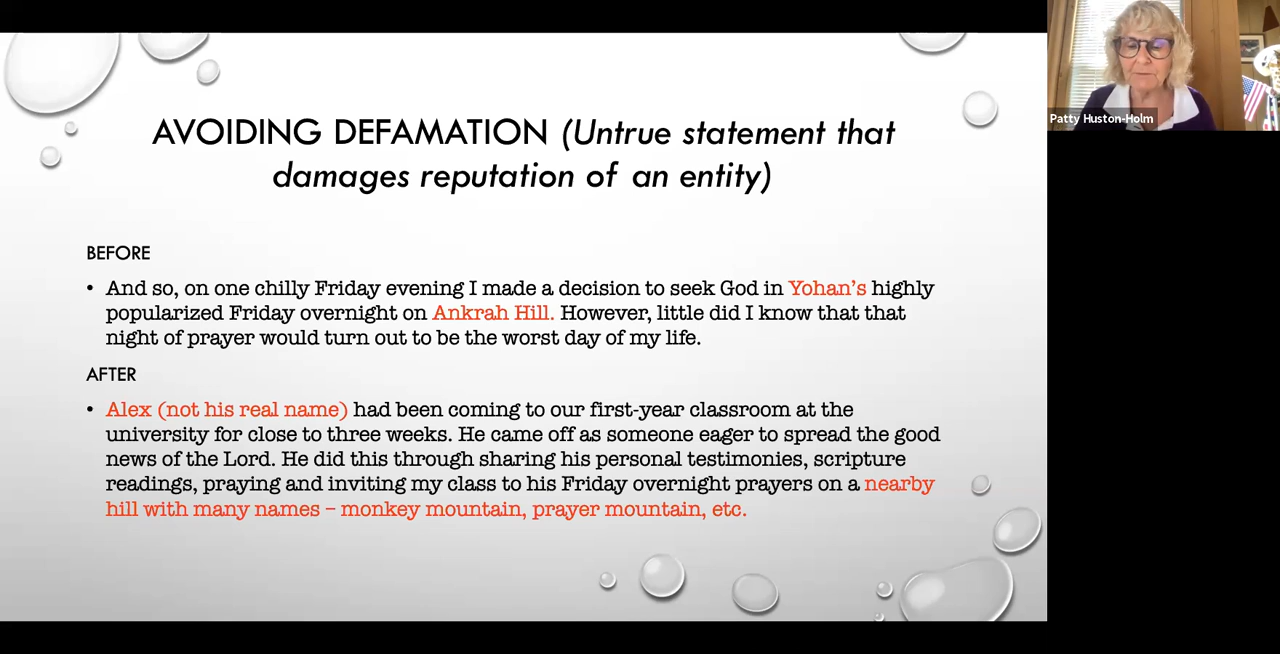 Patty Huston-Holm
AVOIDING DEFAMATION (Untrue statement that
damages reputation of an entity)
BEFORE
• And so, on one chilly Friday evening I made a decision to seek God in Yohan's highly
popularized Friday overnight on Ankrah Hill. However, little did I know that that
night of prayer would turn out to be the worst day of my life.
AFTER
• Alex (not his real name) had been coming to our first-year classroom at the
university for close to three weeks. He came off as someone eager to spread the good
news of the Lord. He did this through sharing his personal testimonies, scripture
readings, praying and inviting my class to his Friday overnight prayers on a nearby
hill with many names – monkey mountain, prayer mountain, etc.